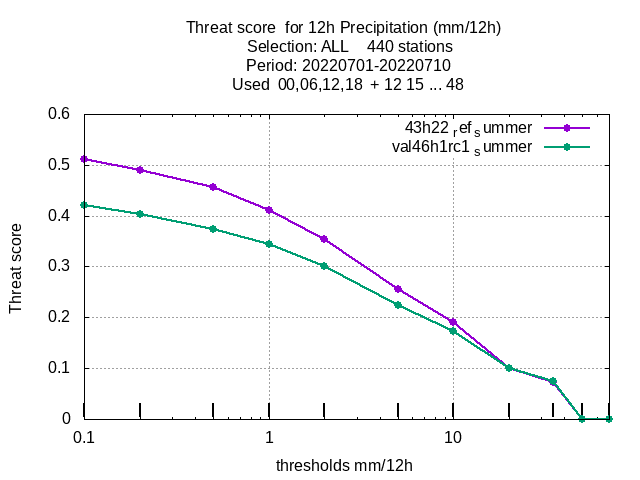 Threat score  for 12h Precipitation (mm/12h)
Selection: ALL    440 stations
Period: 20220701-20220710
Used  00,06,12,18  + 12 15 ... 48
43h22 ref summer
val46h1rc1 summer
0.6
0.5
0.4
0.3
0.2
0.1
0
Threat score
0.1 1 10
thresholds mm/12h